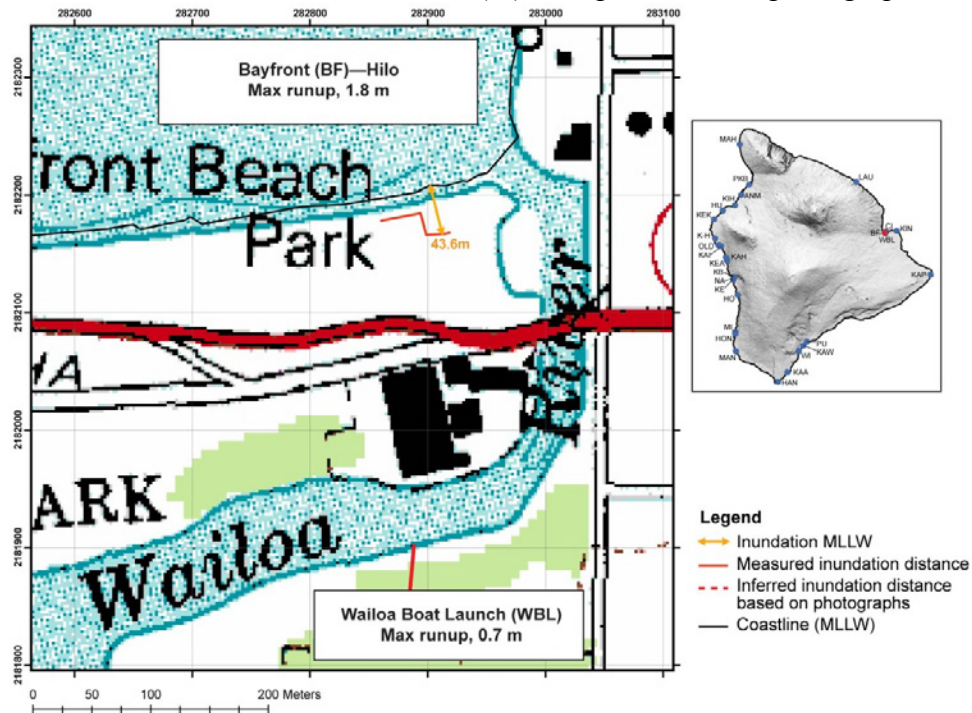 282600 282700 282800 282900 283000 283100
2182300
2182200
2182100
2182000
2181900
2181800
Bayfront (BF)—Hilo
Max runup, 1.8 m
ront Beach
Park
43.6m
River
ARK
Wailoa
Wailoa Boat Launch (WBL)
Max runup, 0.7 m
0 50 100 200 Meters
MAH
PKB
LAU
ANM
KIH
HU
KEK
CI
KIN
BF
WBL
K-H
OLD
KAI
KAH
KEA
KB
NA
KE
KAP
HO
MI
HON
PU
KAW
WI
MAN
KAA
HAN
Legend
Inundation MLLW
Measured inundation distance
Inferred inundation distance
based on photographs
Coastline (MLLW)